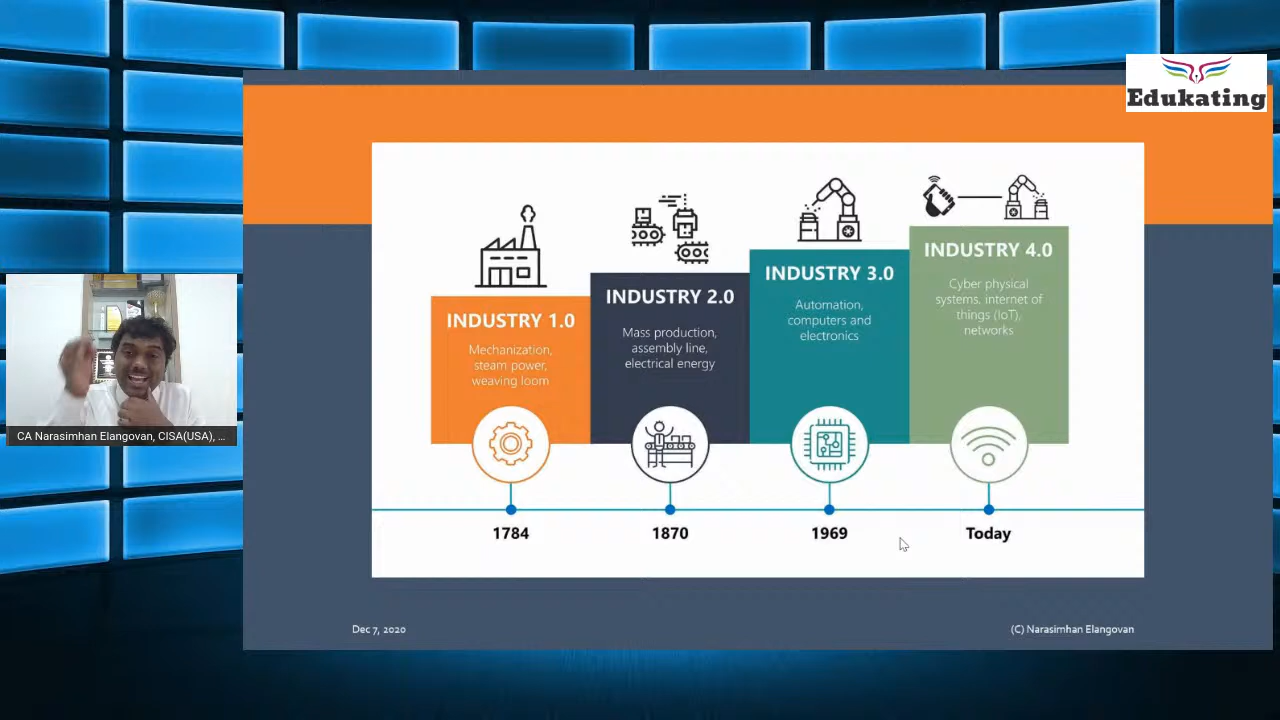 Edukating
INDUSTRY 1.0
Mechanization,
steam power,
weaving loom
INDUSTRY 2.0
Mass production,
assembly line,
electrical energy
INDUSTRY 3.0
Automation,
computers and
electronics
INDUSTRY 4.0
Cyber physical
systems, internet of
things (IoT),
networks
1784
1870
1969
Today
CA Narasimhan Elangovan, CISA(USA), ...
Dec 7, 2020
(C) Narasimhan Elangovan